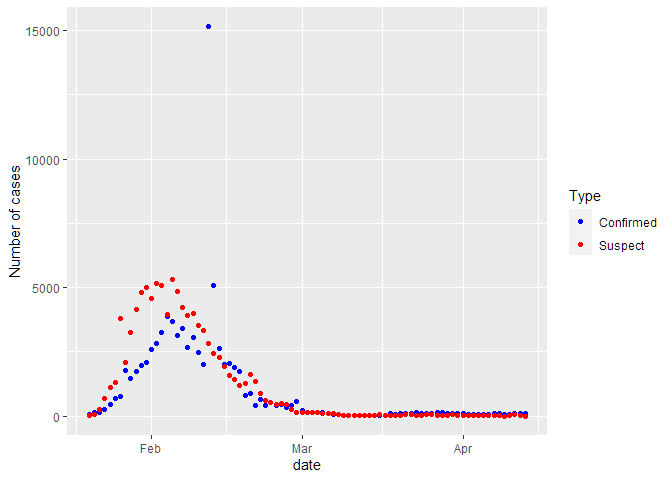 15000
10000
5000
0
Number of cases
Feb
Mar
Apr
date
Type
Confirmed
Suspect